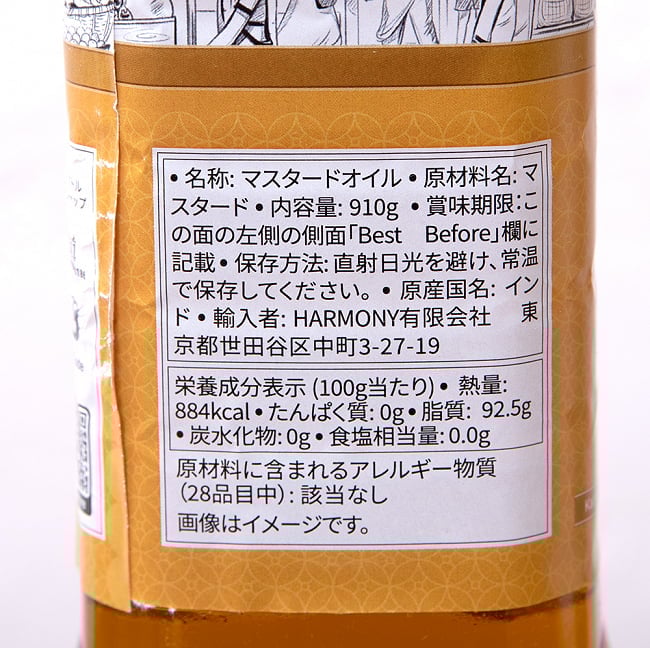 • 名称: マスタードオイル • 原材料名: マ
スタード • 内容量: 910g • 賞味期限:こ
の面の左側の側面「Best Before」欄に
記載 • 保存方法: 直射日光を避け、常温
で保存してください。 • 原産国名: イン
ド • 輸入者: HARMONY有限会社 東
京都世田谷区中町3-27-19
栄養成分表示 (100g当たり) • 熱量:
884kcal • たんぱく質: 0g • 脂質: 92.5g
• 炭水化物: 0g • 食塩相当量: 0.0g
原材料に含まれるアレルギー物質
(28品目中) : 該当なし
画像はイメージです。